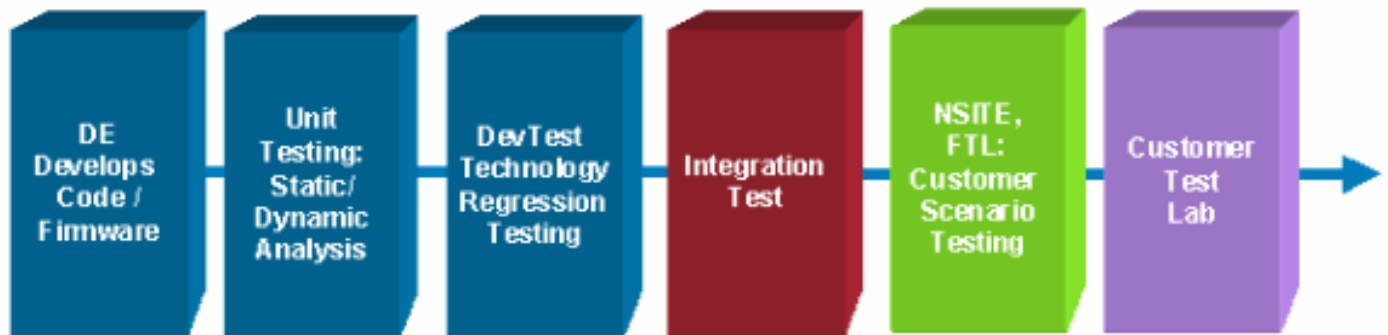 DE
Develops
Code /
Firmware
Unit
Testing:
Static/
Dynamic
Analysis
DevTest
Technology
Regression
Testing
Integration
Test
NSITE,
FTL:
Customer
Scenario
Testing
Customer
Test
Lab